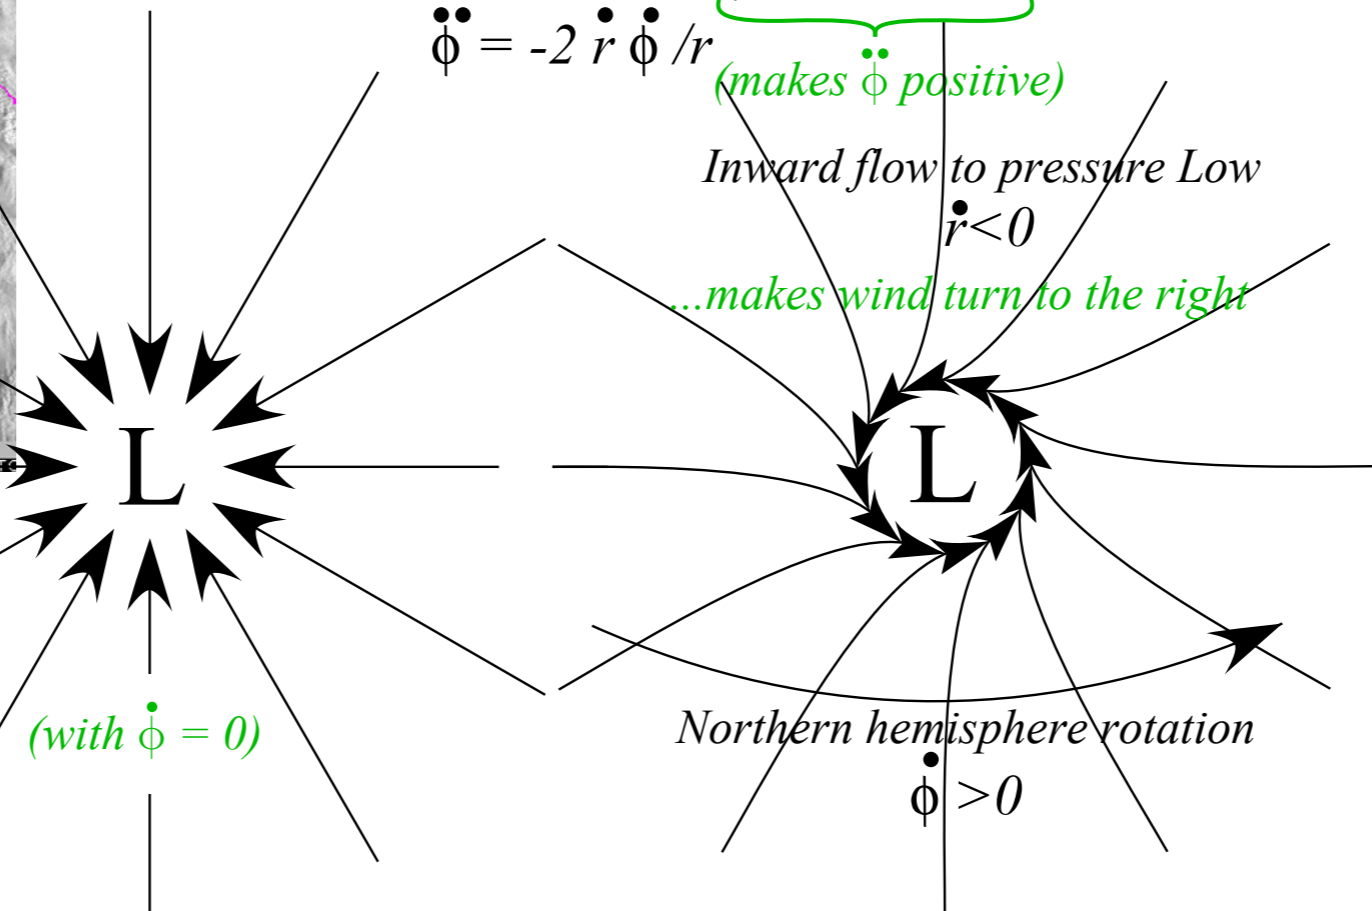 ϕ̈ = -2 ṙ ϕ̇ /r
(makes ϕ̈ positive)
Inward flow to pressure Low
ṙ<0
...makes wind turn to the right
L
L
(with ϕ̇ = 0)
Northern hemisphere rotation
ϕ̇ >0